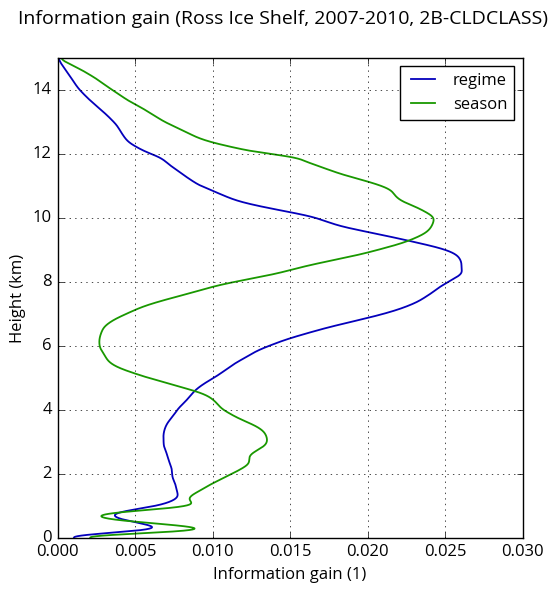 Information gain (Ross Ice Shelf, 2007-2010, 2B-CLDCLASS)
regime
season
14
12
10
8
6
4
2
0
Height (km)
0.000 0.005 0.010 0.015 0.020 0.025 0.030
Information gain (1)